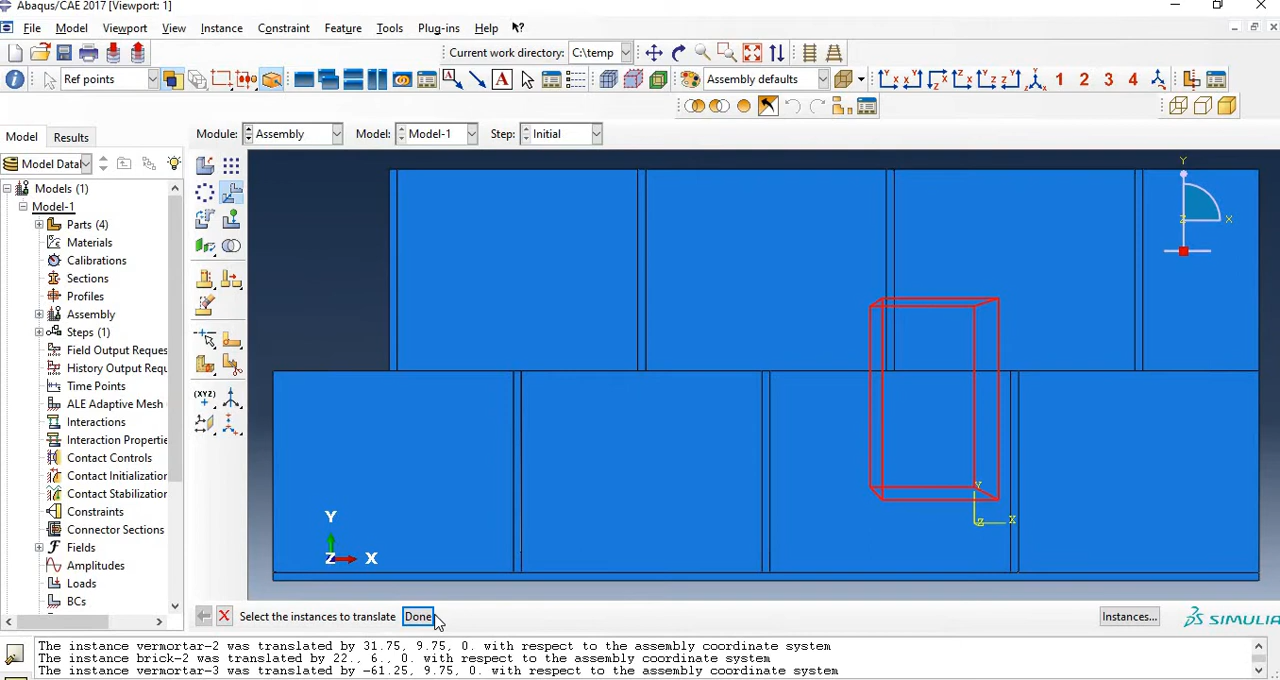 Abaqus/CAE 2017 [Viewport: 1]
File Model Viewport View Instance Constraint Feature Tools Plug-ins Help
Current work directory: C:\temp
Ref points
Assembly defaults
1 2 3 4
Model Results
Module: Assembly Model: Model-1 Step: Initial
Model Data
Models (1)
Model-1
Parts (4)
Materials
Calibrations
Sections
Profiles
Assembly
Steps (1)
Field Output Reques
History Output Requ
Time Points
ALE Adaptive Mesh
Interactions
Interaction Propertie
Contact Controls
Contact Initialization
Contact Stabilization
Constraints
Connector Sections
Fields
Amplitudes
Loads
BCs
(XYZ)
Y
Z X
Y
Z X
Y
Z X
Select the instances to translate Done
Instances...
SIMULIA
The instance vermortar-2 was translated by 31.75, 9.75, 0. with respect to the assembly coordinate system
The instance brick-2 was translated by 22., 6., 0. with respect to the assembly coordinate system
The instance vermortar-3 was translated by -61.25, 9.75, 0. with respect to the assembly coordinate system